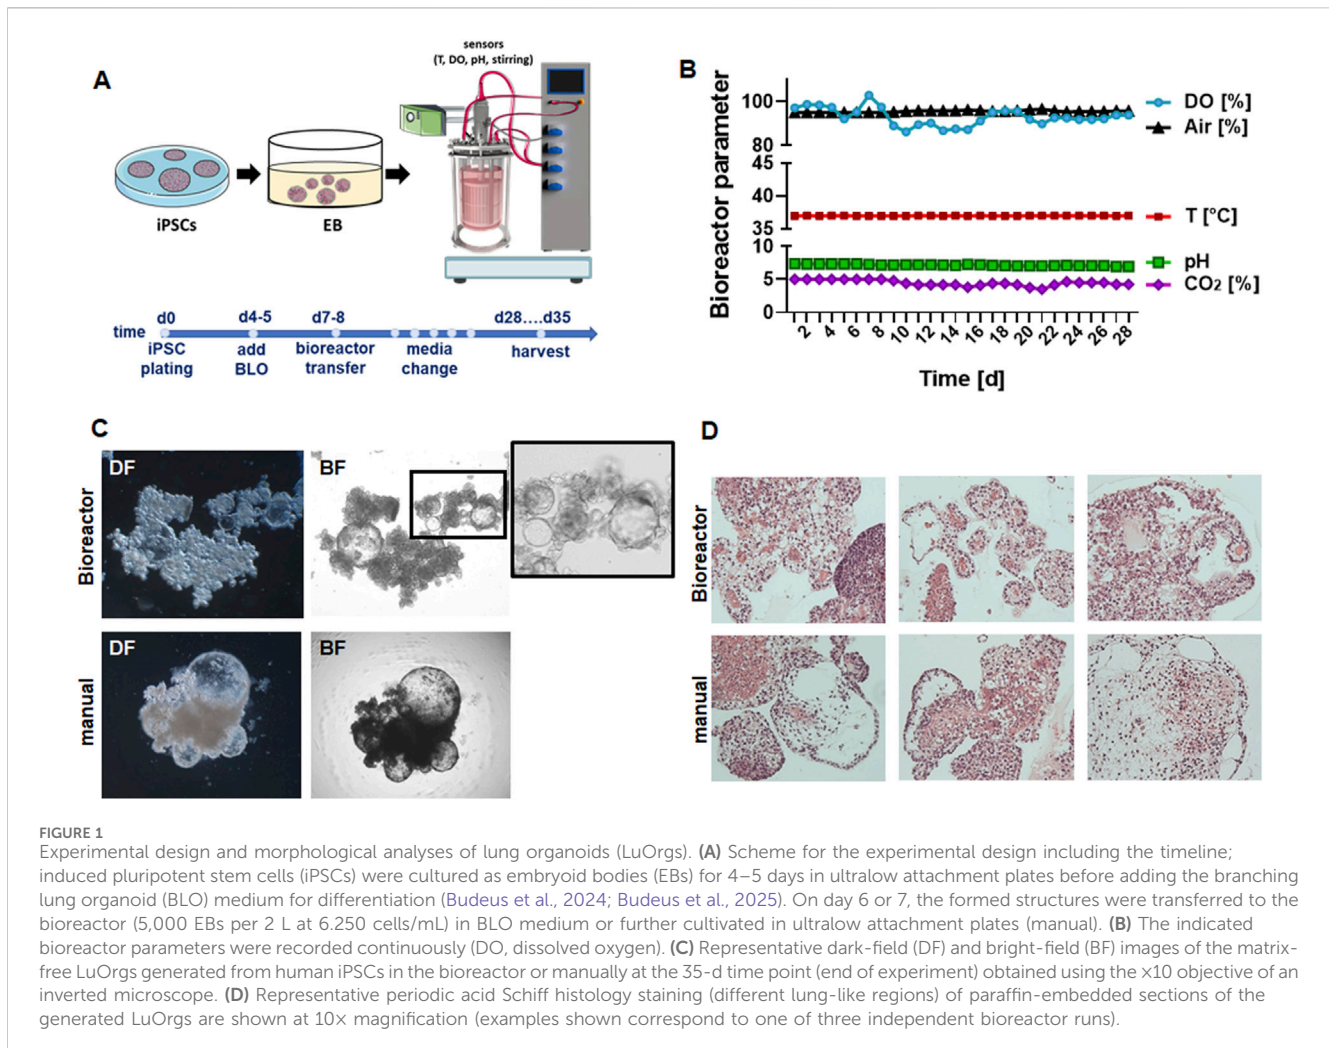 A
sensors
(T, DO, pH, stirring)
iPSCs
EB
d0
d4-5
d7-8
d28....d35
time
iPSC
plating
add
BLO
bioreactor
transfer
media
change
harvest
B
Bioreactor parameter
100
80
45
40
35
10
5
0
2
4
6
8
10
12
14
16
18
20
22
24
26
28
Time [d]
DO [%]
Air [%]
T [°C]
pH
CO₂ [%]
C
Bioreactor
DF
BF
manual
DF
BF
D
Bioreactor
manual
FIGURE 1
Experimental design and morphological analyses of lung organoids (LuOrgs). (A) Scheme for the experimental design including the timeline;
induced pluripotent stem cells (iPSCs) were cultured as embryoid bodies (EBs) for 4–5 days in ultralow attachment plates before adding the branching
lung organoid (BLO) medium for differentiation (Budeus et al., 2024; Budeus et al., 2025). On day 6 or 7, the formed structures were transferred to the
bioreactor (5,000 EBs per 2 L at 6.250 cells/mL) in BLO medium or further cultivated in ultralow attachment plates (manual). (B) The indicated
bioreactor parameters were recorded continuously (DO, dissolved oxygen). (C) Representative dark-field (DF) and bright-field (BF) images of the matrix-
free LuOrgs generated from human iPSCs in the bioreactor or manually at the 35-d time point (end of experiment) obtained using the ×10 objective of an
inverted microscope. (D) Representative periodic acid Schiff histology staining (different lung-like regions) of paraffin-embedded sections of the
generated LuOrgs are shown at 10× magnification (examples shown correspond to one of three independent bioreactor runs).